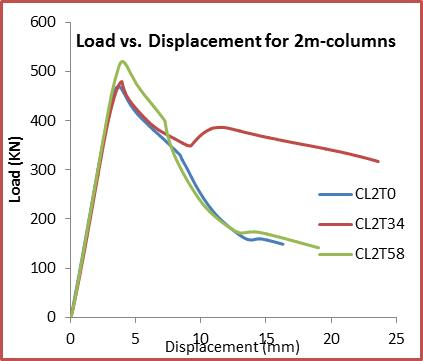 Load vs. Displacement for 2m-columns
Load (KN)
600
500
400
300
200
100
0
0 5 10 15 20 25
Displacement (mm)
CL2T0
CL2T34
CL2T58